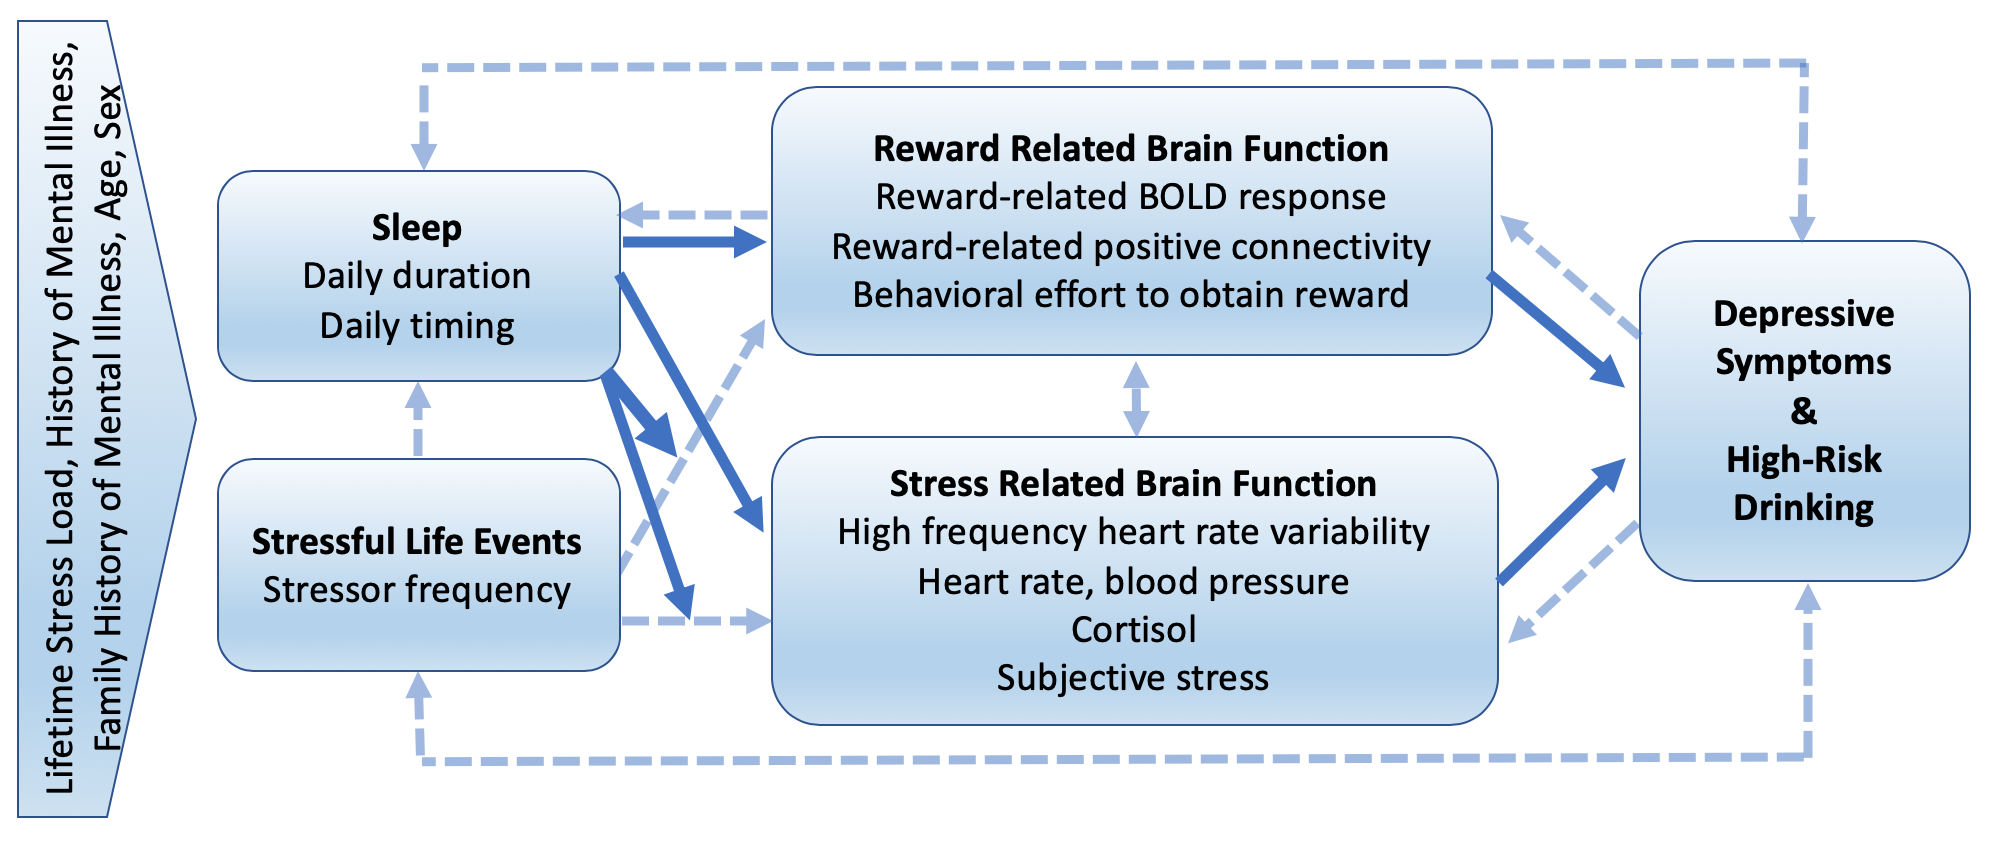 Lifetime Stress Load, History of Mental Illness,
Family History of Mental Illness, Age, Sex
Sleep
Daily duration
Daily timing
Stressful Life Events
Stressor frequency
Reward Related Brain Function
Reward-related BOLD response
Reward-related positive connectivity
Behavioral effort to obtain reward
Stress Related Brain Function
High frequency heart rate variability
Heart rate, blood pressure
Cortisol
Subjective stress
Depressive
Symptoms
&
High-Risk
Drinking